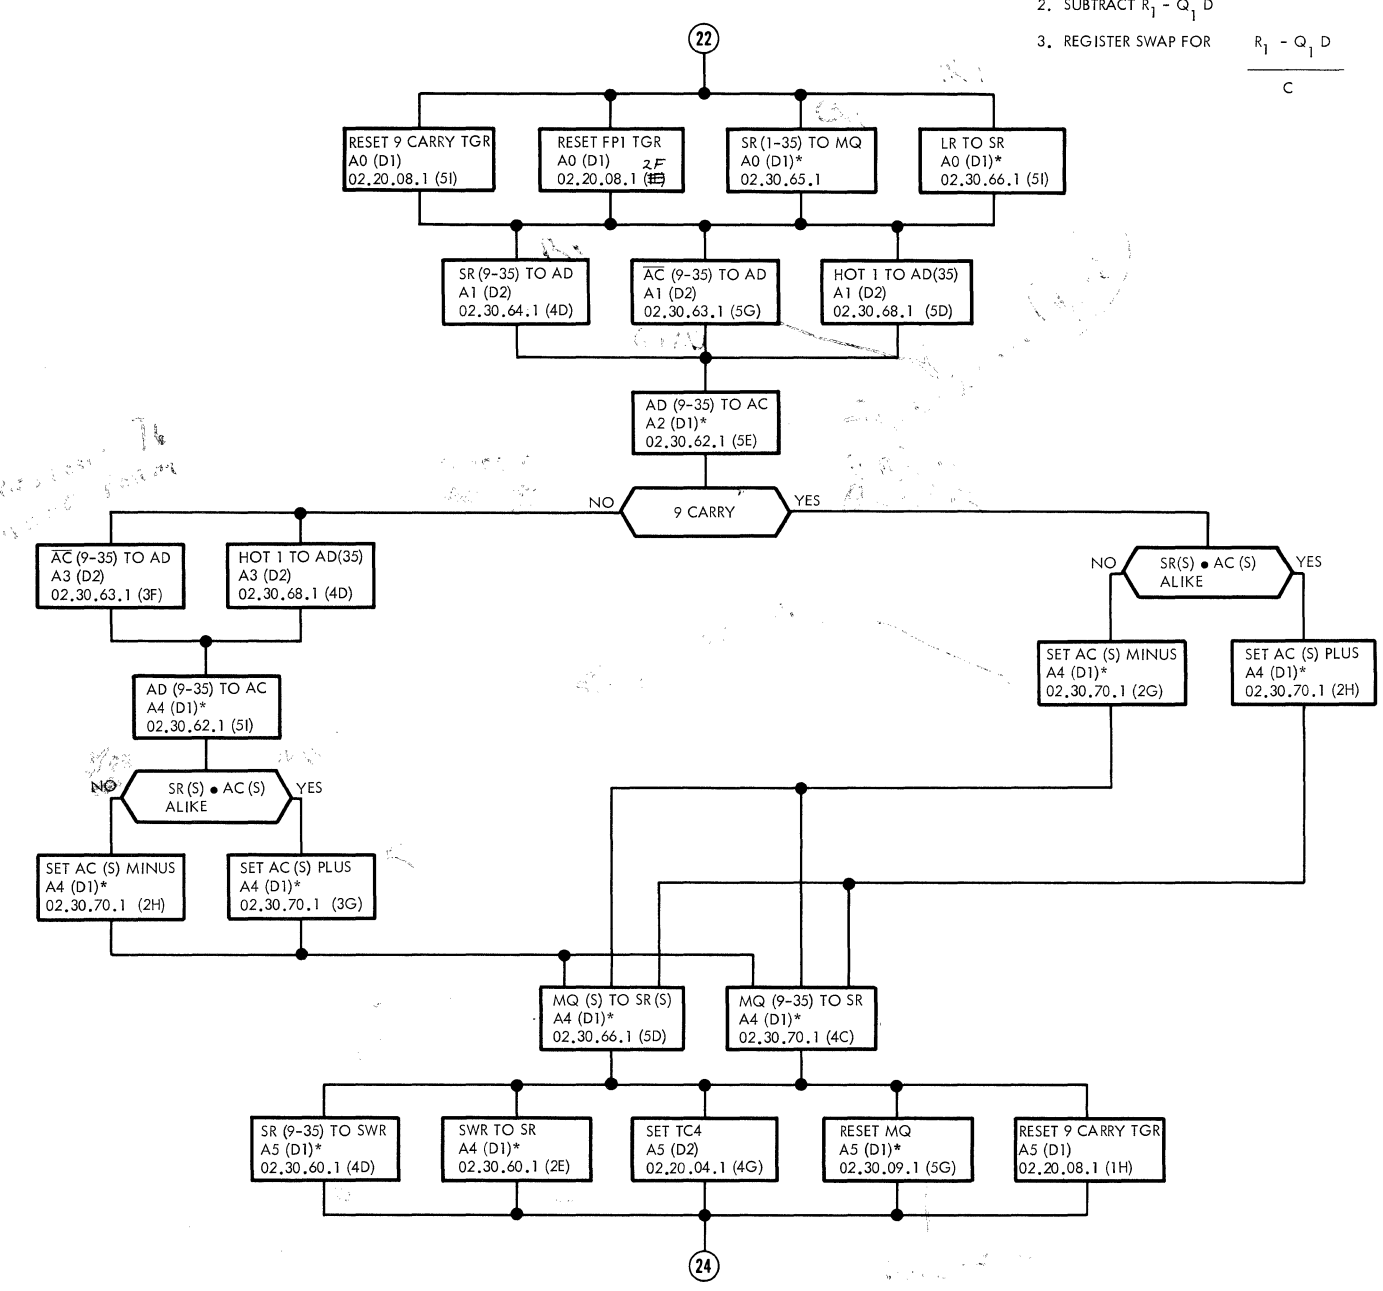 2. SUBTRACT R1 - Q1 D
3. REGISTER SWAP FOR R1 - Q1 D
C
22
RESET 9 CARRY TGR
A0 (D1)
02.20.08.1 (5I)
RESET FP1 TGR
A0 (D1)
2F
02.20.08.1
SR (1-35) TO MQ
A0 (D1)*
02.30.65.1
LR TO SR
A0 (D1)*
02.30.66.1 (5I)
SR (9-35) TO AD
A1 (D2)
02.30.64.1 (4D)
A̅C̅ (9-35) TO AD
A1 (D2)
02.30.63.1 (5G)
HOT 1 TO AD(35)
A1 (D2)
02.30.68.1 (5D)
AD (9-35) TO AC
A2 (D1)*
02.30.62.1 (5E)
NO
9 CARRY
YES
A̅C̅ (9-35) TO AD
A3 (D2)
02.30.63.1 (3F)
HOT 1 TO AD(35)
A3 (D2)
02.30.68.1 (4D)
NO
SR(S) • AC (S)
ALIKE
YES
AD (9-35) TO AC
A4 (D1)*
02.30.62.1 (5I)
SET AC (S) MINUS
A4 (D1)*
02.30.70.1 (2G)
SET AC (S) PLUS
A4 (D1)*
02.30.70.1 (2H)
NO
SR (S) • AC (S)
ALIKE
YES
SET AC (S) MINUS
A4 (D1)*
02.30.70.1 (2H)
SET AC (S) PLUS
A4 (D1)*
02.30.70.1 (3G)
MQ (S) TO SR (S)
A4 (D1)*
02.30.66.1 (5D)
MQ (9-35) TO SR
A4 (D1)*
02.30.70.1 (4C)
SR (9-35) TO SWR
A5 (D1)*
02.30.60.1 (4D)
SWR TO SR
A4 (D1)*
02.30.60.1 (2E)
SET TC4
A5 (D2)
02.20.04.1 (4G)
RESET MQ
A5 (D1)*
02.30.09.1 (5G)
RESET 9 CARRY TGR
A5 (D1)
02.20.08.1 (1H)
24